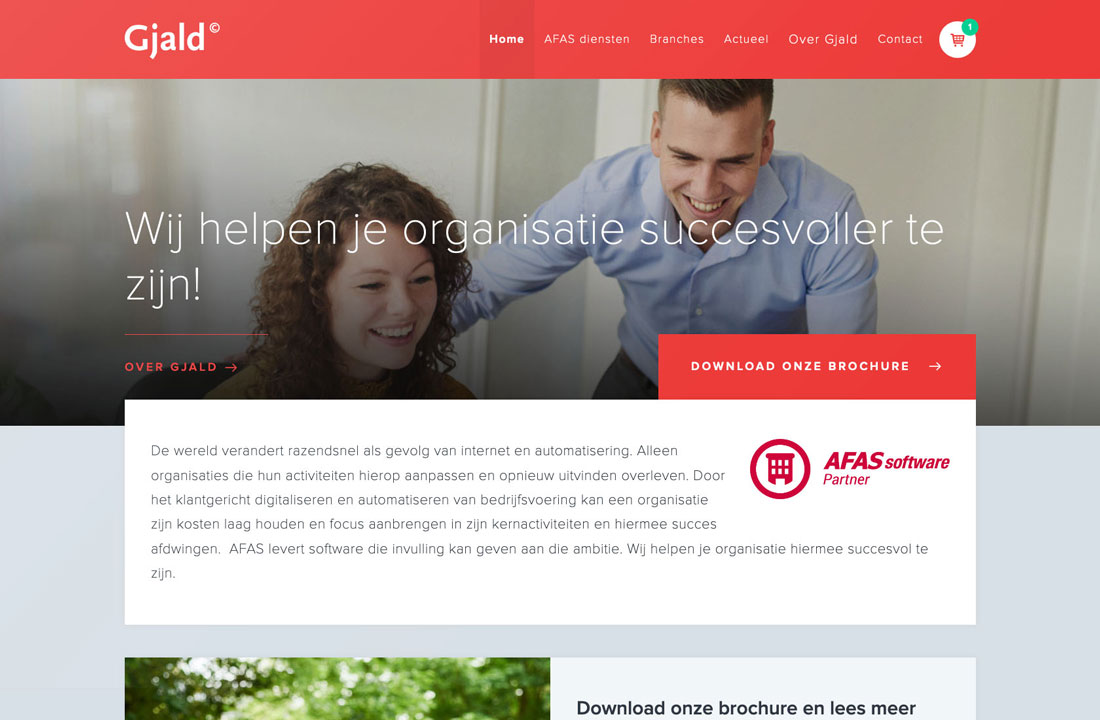 Gjald©
Home AFAS diensten Branches Actueel Over Gjald Contact 1
Wij helpen je organisatie succesvoller te
zijn!
OVER GJALD →
DOWNLOAD ONZE BROCHURE →
De wereld verandert razendsnel als gevolg van internet en automatisering. Alleen
organisaties die hun activiteiten hierop aanpassen en opnieuw uitvinden overleven. Door
het klantgericht digitaliseren en automatiseren van bedrijfsvoering kan een organisatie
zijn kosten laag houden en focus aanbrengen in zijn kernactiviteiten en hiermee succes
afdwingen. AFAS levert software die invulling kan geven aan die ambitie. Wij helpen je organisatie hiermee succesvol te
zijn.
AFAS software
Partner
Download onze brochure en lees meer